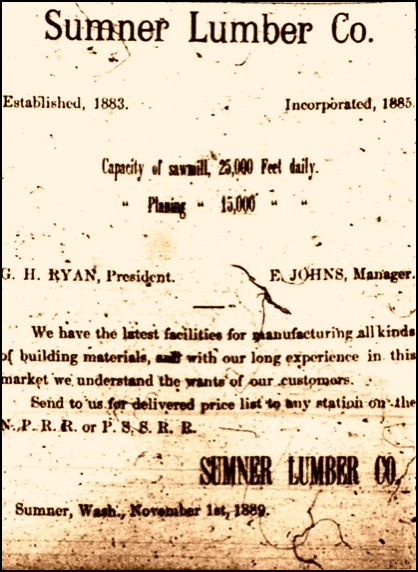 Sumner Lumber Co.
Established, 1883. Incorporated, 1885.
Capacity of sawmill, 25,000 Feet daily.
" Planing " 15,000 " "
G. H. RYAN, President. E. JOHNS, Manager.
We have the latest facilities for manufacturing all kinds
of building materials, and with our long experience in this
market we understand the wants of our customers.
Send to us for delivered price list to any station on the
N. P. R. R. or P. S. S. R. R.
SUMNER LUMBER CO.
Sumner, Wash., November 1st, 1889.